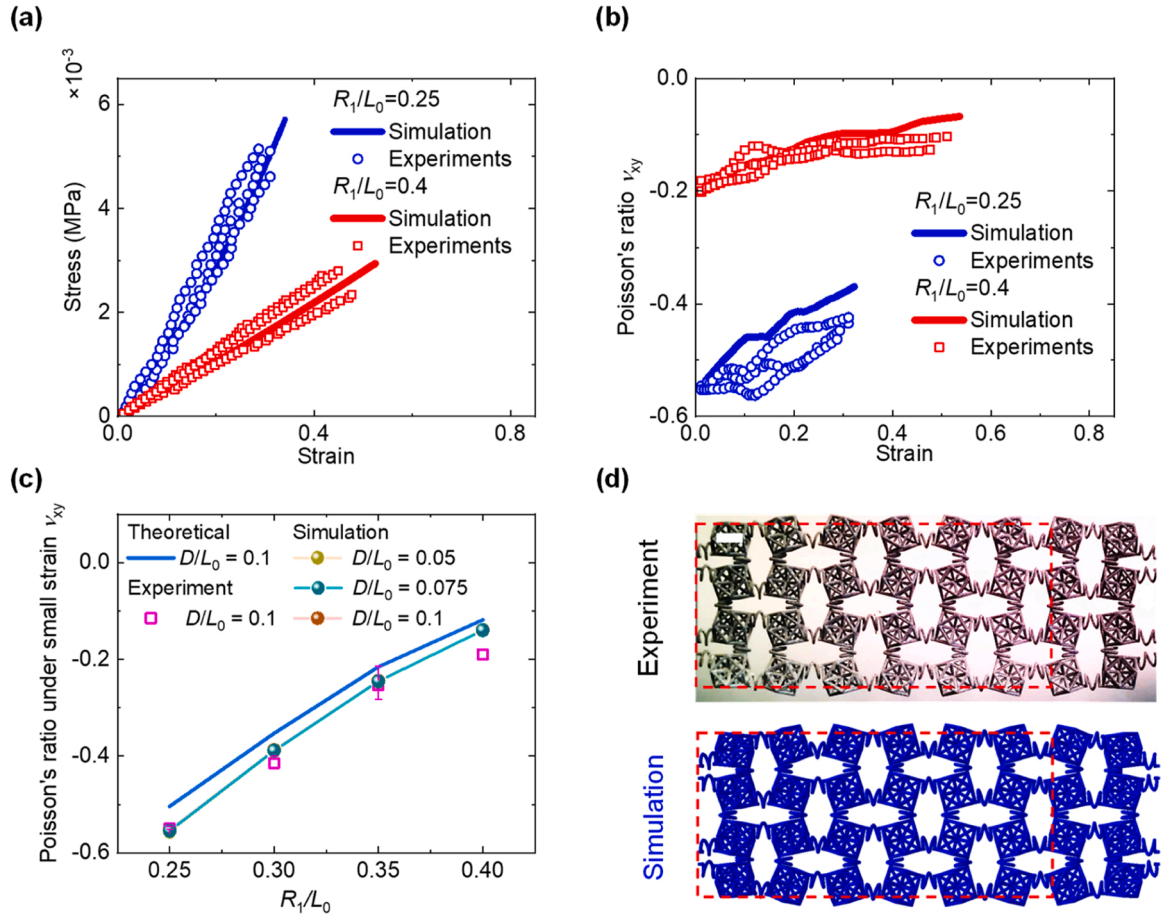 (a)
×10⁻³
6
4
2
0
Stress (MPa)
0.0 0.4 0.8
Strain
R₁/L₀=0.25
Simulation
Experiments
R₁/L₀=0.4
Simulation
Experiments
(b)
0.0
-0.2
-0.4
-0.6
Poisson's ratio νxy
0.0 0.2 0.4 0.6 0.8
Strain
R₁/L₀=0.25
Simulation
Experiments
R₁/L₀=0.4
Simulation
Experiments
(c)
Theoretical
D/L₀ = 0.1
Experiment
D/L₀ = 0.1
Simulation
D/L₀ = 0.05
D/L₀ = 0.075
D/L₀ = 0.1
0.0
-0.2
-0.4
-0.6
Poisson's ratio under small strain νxy
0.25 0.30 0.35 0.40
R₁/L₀
(d)
Experiment
Simulation